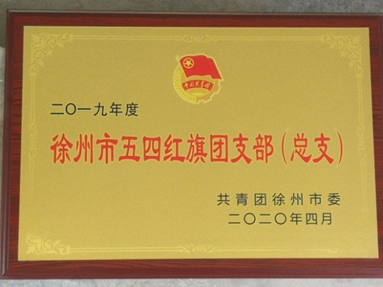 二〇一九年度
徐州市五四红旗团支部（总支）
共青团徐州市委
二〇二〇年四月